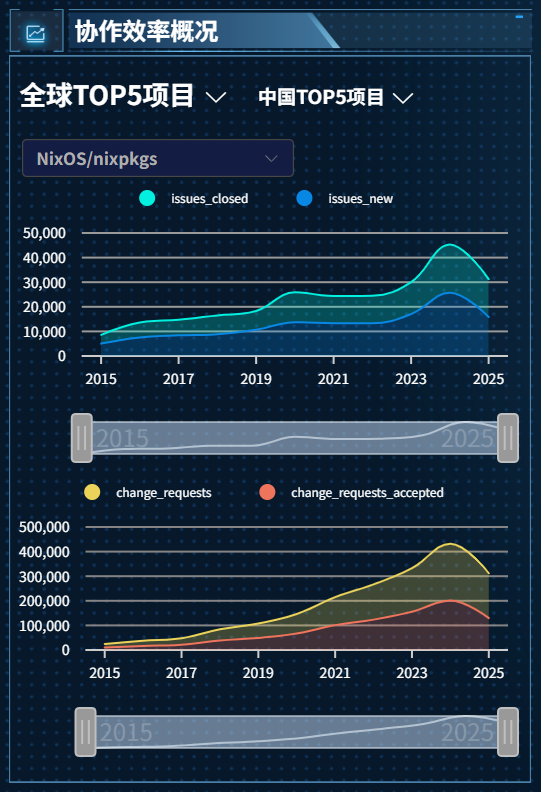 协作效率概况
全球TOP5项目 中国TOP5项目
NixOS/nixpkgs
issues_closed issues_new
50,000
40,000
30,000
20,000
10,000
0
2015 2017 2019 2021 2023 2025
2015 2025
change_requests change_requests_accepted
500,000
400,000
300,000
200,000
100,000
0
2015 2017 2019 2021 2023 2025
2015 2025